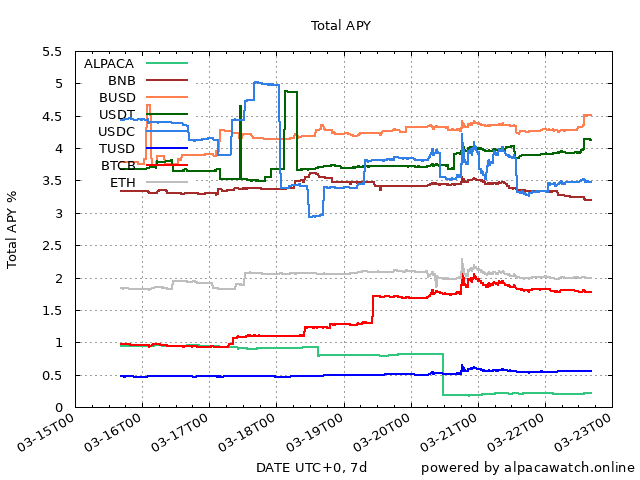 Total APY
5.5
5
4.5
4
3.5
3
2.5
2
1.5
1
0.5
0
Total APY %
ALPACA
BNB
BUSD
USDT
USDC
TUSD
BTCB
ETH
03-15T00
03-16T00
03-17T00
03-18T00
03-19T00
03-20T00
03-21T00
03-22T00
03-23T00
DATE UTC+0, 7d
powered by alpacawatch.online